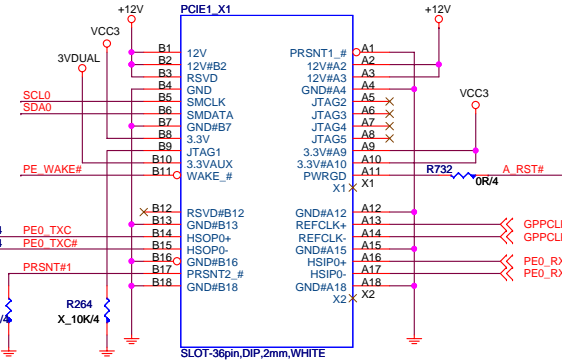 +12V
PCIE1_X1
+12V
VCC3
3VDUAL
VCC3
B1 12V PRSNT1_# A1
B2 12V#B2 12V#A2 A2
B3 RSVD 12V#A3 A3
B4 GND GND#A4 A4
SCL0 B5 SMCLK JTAG2 A5
SDA0 B6 SMDATA JTAG3 A6
B7 GND#B7 JTAG4 A7
B8 3.3V JTAG5 A8
B9 JTAG1 3.3V#A9 A9
B10 3.3VAUX 3.3V#A10 A10
PE_WAKE# B11 WAKE_# PWRGD A11 R732 0R/4 A_RST#
X1 X1
B12 RSVD#B12 GND#A12 A12
B13 GND#B13 REFCLK+ A13 GPPCL
PE0_TXC B14 HSOP0+ REFCLK- A14 GPPCL
PE0_TXC# B15 HSOP0- GND#A15 A15
B16 GND#B16 HSIP0+ A16 PE0_RX
PRSNT#1 B17 PRSNT2_# HSIP0- A17 PE0_RX
B18 GND#B18 GND#A18 A18
X2 X2
R264
X_10K/4
SLOT-36pin,DIP,2mm,WHITE